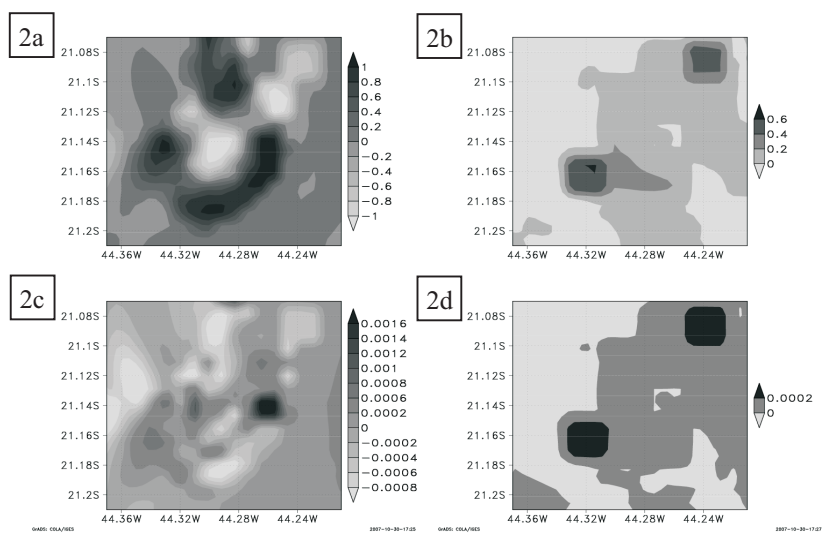 2a
21.08S
21.1S
21.12S
21.14S
21.16S
21.18S
21.2S
44.36W 44.32W 44.28W 44.24W
1
0.8
0.6
0.4
0.2
0
−0.2
−0.4
−0.6
−0.8
−1
2b
21.08S
21.1S
21.12S
21.14S
21.16S
21.18S
21.2S
44.36W 44.32W 44.28W 44.24W
0.6
0.4
0.2
0
2c
21.08S
21.1S
21.12S
21.14S
21.16S
21.18S
21.2S
44.36W 44.32W 44.28W 44.24W
0.0016
0.0014
0.0012
0.001
0.0008
0.0006
0.0002
0
−0.0002
−0.0004
−0.0006
−0.0008
GrADS: COLA/IGES
2007−10−30−17:25
2d
21.08S
21.1S
21.12S
21.14S
21.16S
21.18S
21.2S
44.36W 44.32W 44.28W 44.24W
0.0002
0
GrADS: COLA/IGES
2007−10−30−17:27